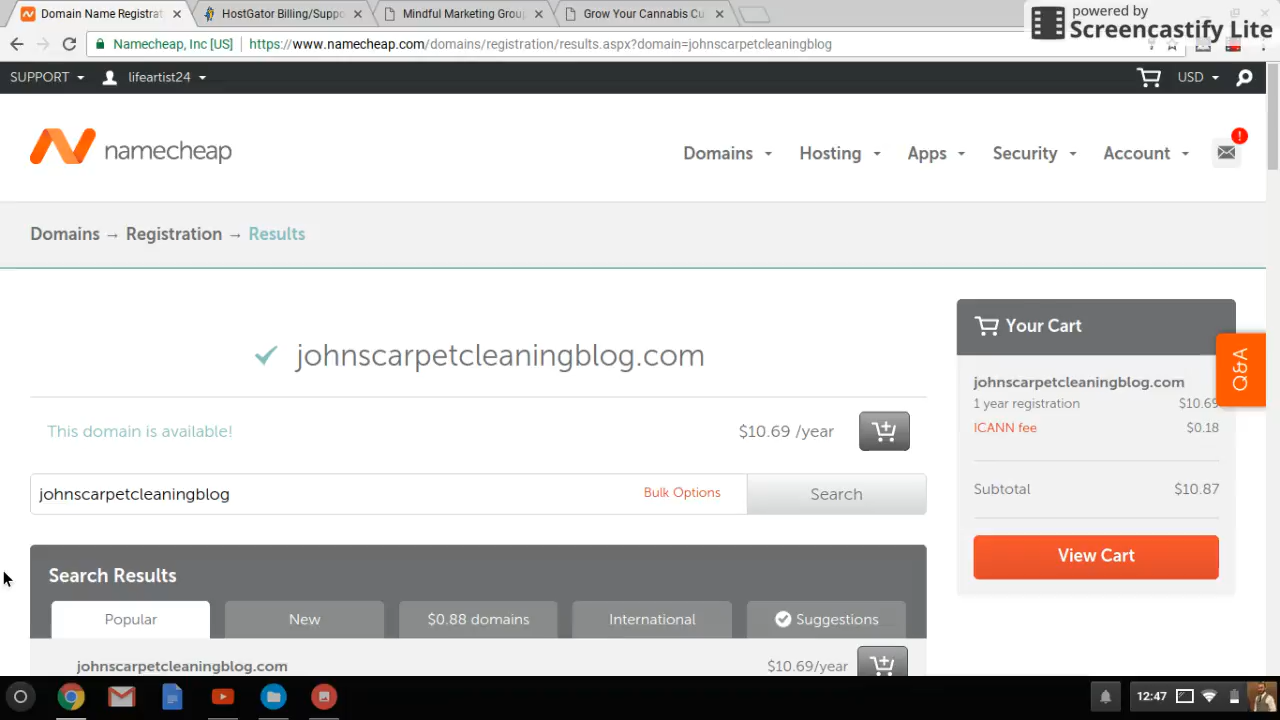 Domain Name Registrat
HostGator Billing/Supp
Mindful Marketing Grou
Grow Your Cannabis Cu
powered by
Screencastify Lite
Namecheap, Inc [US]
https://www.namecheap.com/domains/registration/results.aspx?domain=johnscarpetcleaningblog
SUPPORT
lifeartist24
USD
namecheap
Domains
Hosting
Apps
Security
Account
!
Domains → Registration → Results
johnscarpetcleaningblog.com
This domain is available!
$10.69 /year
johnscarpetcleaningblog
Bulk Options
Search
Search Results
Popular
New
$0.88 domains
International
Suggestions
johnscarpetcleaningblog.com
$10.69/year
Your Cart
johnscarpetcleaningblog.com
1 year registration $10.69
ICANN fee $0.18
Subtotal $10.87
View Cart
Q&A
12:47